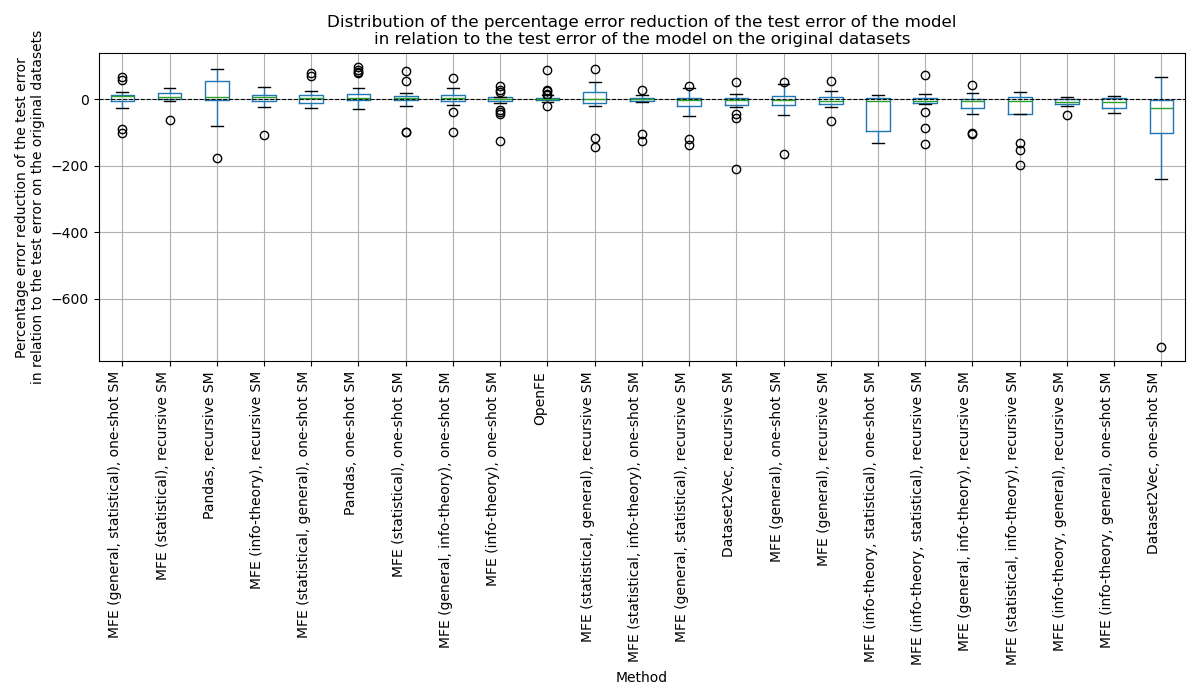 Distribution of the percentage error reduction of the test error of the model
in relation to the test error of the model on the original datasets
Percentage error reduction of the test error
in relation to the test error on the original datasets
0
−200
−400
−600
MFE (general, statistical), one-shot SM
MFE (statistical), recursive SM
Pandas, recursive SM
MFE (info-theory), recursive SM
MFE (statistical, general), one-shot SM
Pandas, one-shot SM
MFE (statistical), one-shot SM
MFE (general, info-theory), one-shot SM
MFE (info-theory), one-shot SM
OpenFE
MFE (statistical, general), recursive SM
MFE (statistical, info-theory), one-shot SM
MFE (general, statistical), recursive SM
Dataset2Vec, recursive SM
MFE (general), one-shot SM
MFE (general), recursive SM
MFE (info-theory, statistical), one-shot SM
MFE (info-theory, statistical), recursive SM
MFE (general, info-theory), recursive SM
MFE (statistical, info-theory), recursive SM
MFE (info-theory, general), recursive SM
MFE (info-theory, general), one-shot SM
Dataset2Vec, one-shot SM
Method